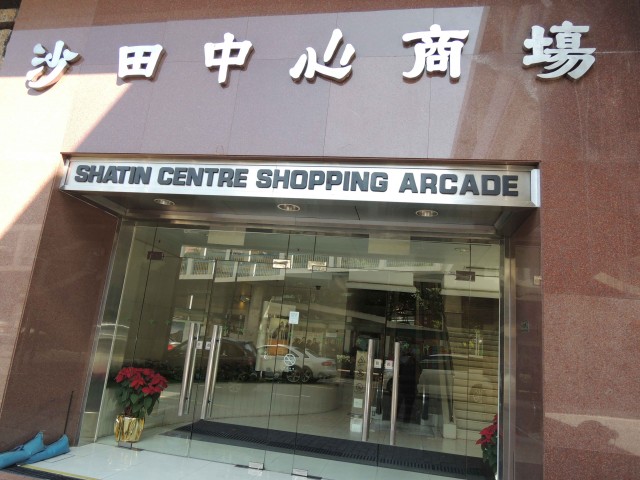 沙田中心商場
SHATIN CENTRE SHOPPING ARCADE